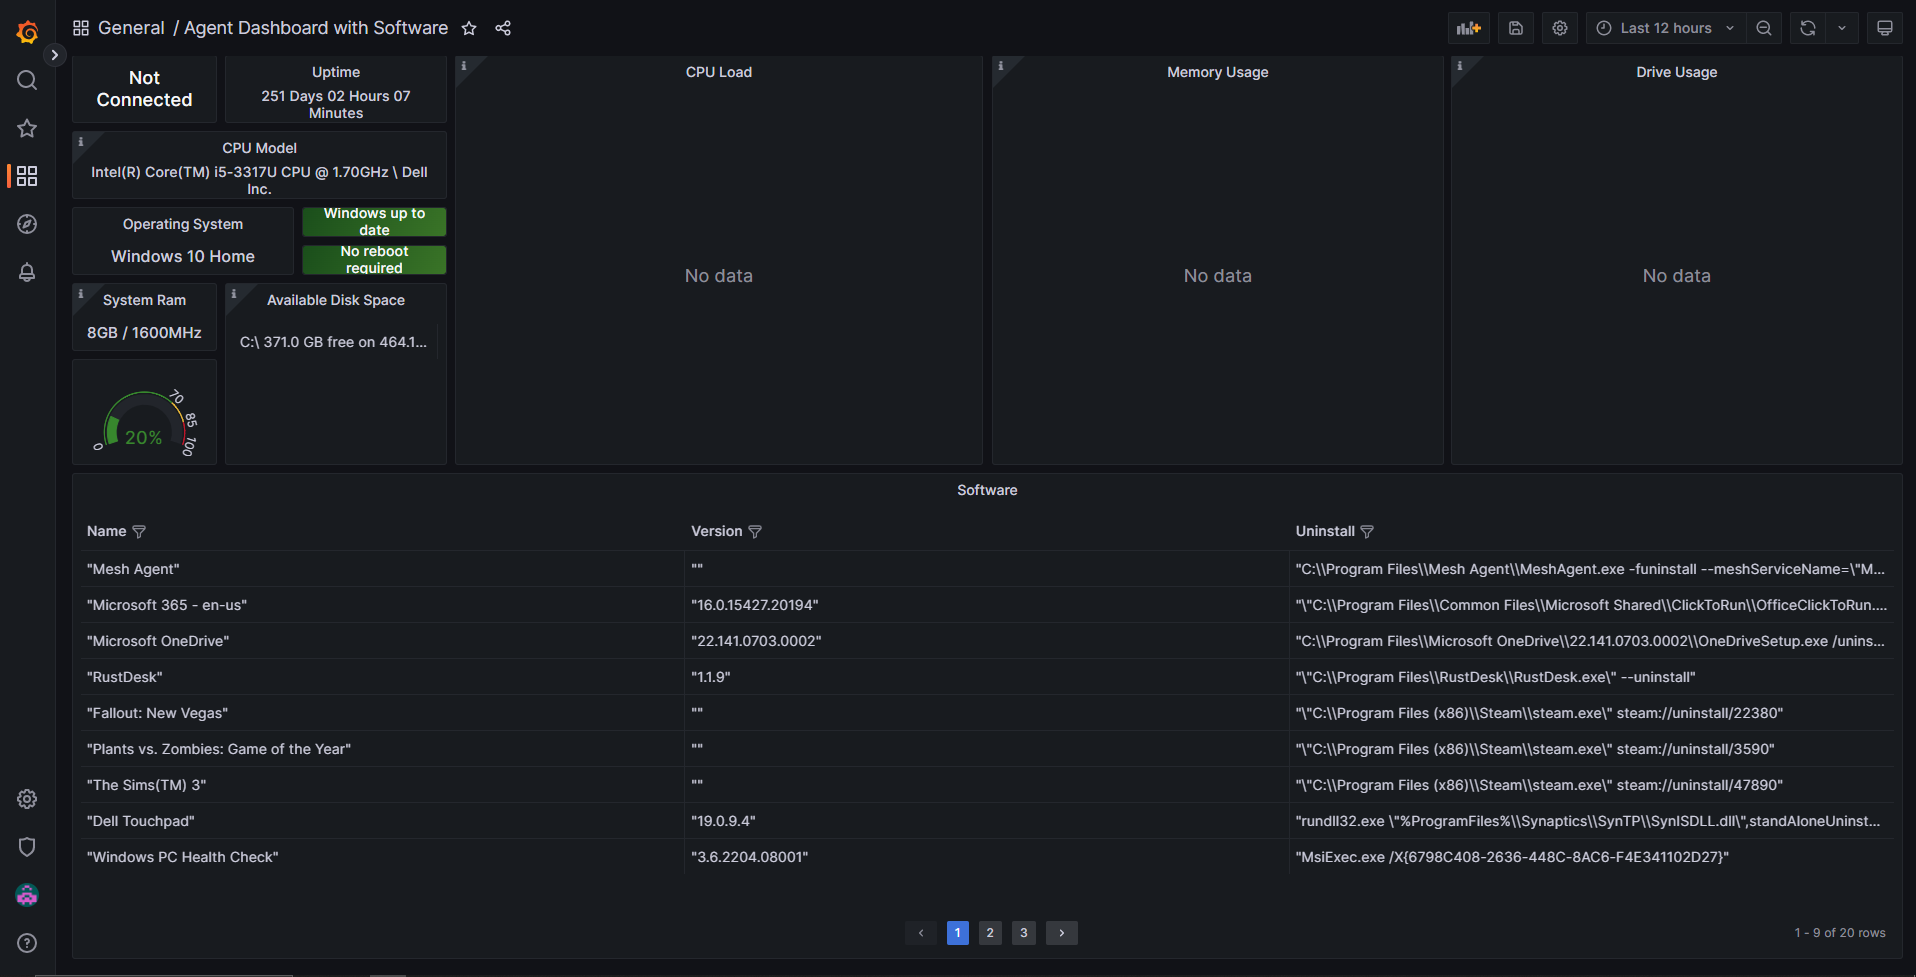 General / Agent Dashboard with Software
Last 12 hours
Not
Connected
Uptime
251 Days 02 Hours 07
Minutes
CPU Model
Intel(R) Core(TM) i5-3317U CPU @ 1.70GHz \ Dell
Inc.
Operating System
Windows 10 Home
Windows up to
date
No reboot
required
System Ram
8GB / 1600MHz
Available Disk Space
C:\ 371.0 GB free on 464.1...
0
70
85
100
20%
CPU Load
No data
Memory Usage
No data
Drive Usage
No data
Software
Name Version Uninstall
"Mesh Agent" "" "C:\\Program Files\\Mesh Agent\\MeshAgent.exe -funinstall --meshServiceName=\"M...
"Microsoft 365 - en-us" "16.0.15427.20194" "\"C:\\Program Files\\Common Files\\Microsoft Shared\\ClickToRun\\OfficeClickToRun....
"Microsoft OneDrive" "22.141.0703.0002" "C:\\Program Files\\Microsoft OneDrive\\22.141.0703.0002\\OneDriveSetup.exe /unins...
"RustDesk" "1.1.9" "\"C:\\Program Files\\RustDesk\\RustDesk.exe\" --uninstall"
"Fallout: New Vegas" "" "\"C:\\Program Files (x86)\\Steam\\steam.exe\" steam://uninstall/22380"
"Plants vs. Zombies: Game of the Year" "" "\"C:\\Program Files (x86)\\Steam\\steam.exe\" steam://uninstall/3590"
"The Sims(TM) 3" "" "\"C:\\Program Files (x86)\\Steam\\steam.exe\" steam://uninstall/47890"
"Dell Touchpad" "19.0.9.4" "rundll32.exe \"%ProgramFiles%\\Synaptics\\SynTP\\SynISDLL.dll\",standAloneUninst...
"Windows PC Health Check" "3.6.2204.08001" "MsiExec.exe /X{6798C408-2636-448C-8AC6-F4E341102D27}"
1 2 3
1 - 9 of 20 rows